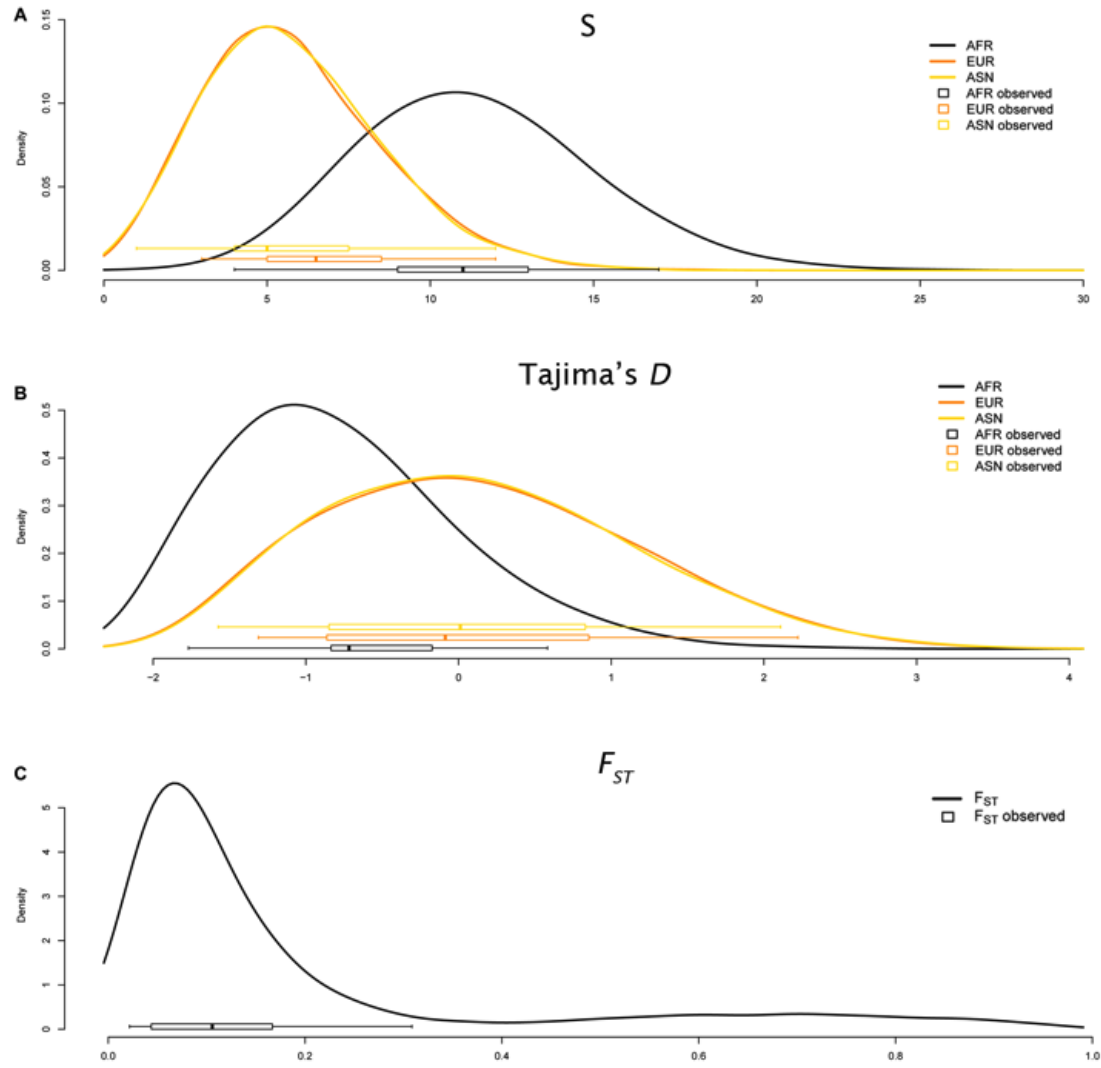 A
S
AFR
EUR
ASN
AFR observed
EUR observed
ASN observed
Density
0.15
0.10
0.05
0.00
0 5 10 15 20 25 30
B
Tajima's D
AFR
EUR
ASN
AFR observed
EUR observed
ASN observed
Density
0.5
0.4
0.3
0.2
0.1
0.0
−2 −1 0 1 2 3 4
C
FST
FST
FST observed
Density
5
4
3
2
1
0
0.0 0.2 0.4 0.6 0.8 1.0